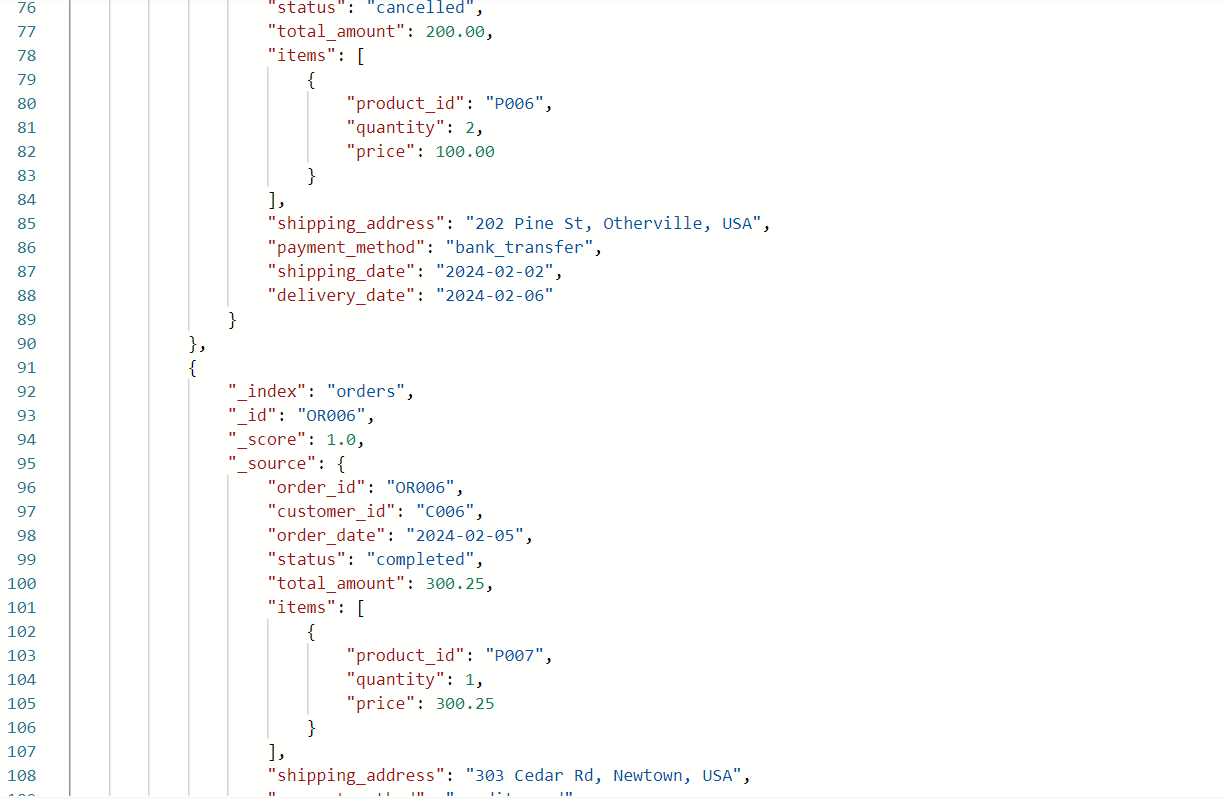 76 "status": "cancelled",
77 "total_amount": 200.00,
78 "items": [
79 {
80 "product_id": "P006",
81 "quantity": 2,
82 "price": 100.00
83 }
84 ],
85 "shipping_address": "202 Pine St, Otherville, USA",
86 "payment_method": "bank_transfer",
87 "shipping_date": "2024-02-02",
88 "delivery_date": "2024-02-06"
89 }
90 },
91 {
92 "_index": "orders",
93 "_id": "OR006",
94 "_score": 1.0,
95 "_source": {
96 "order_id": "OR006",
97 "customer_id": "C006",
98 "order_date": "2024-02-05",
99 "status": "completed",
100 "total_amount": 300.25,
101 "items": [
102 {
103 "product_id": "P007",
104 "quantity": 1,
105 "price": 300.25
106 }
107 ],
108 "shipping_address": "303 Cedar Rd, Newtown, USA",